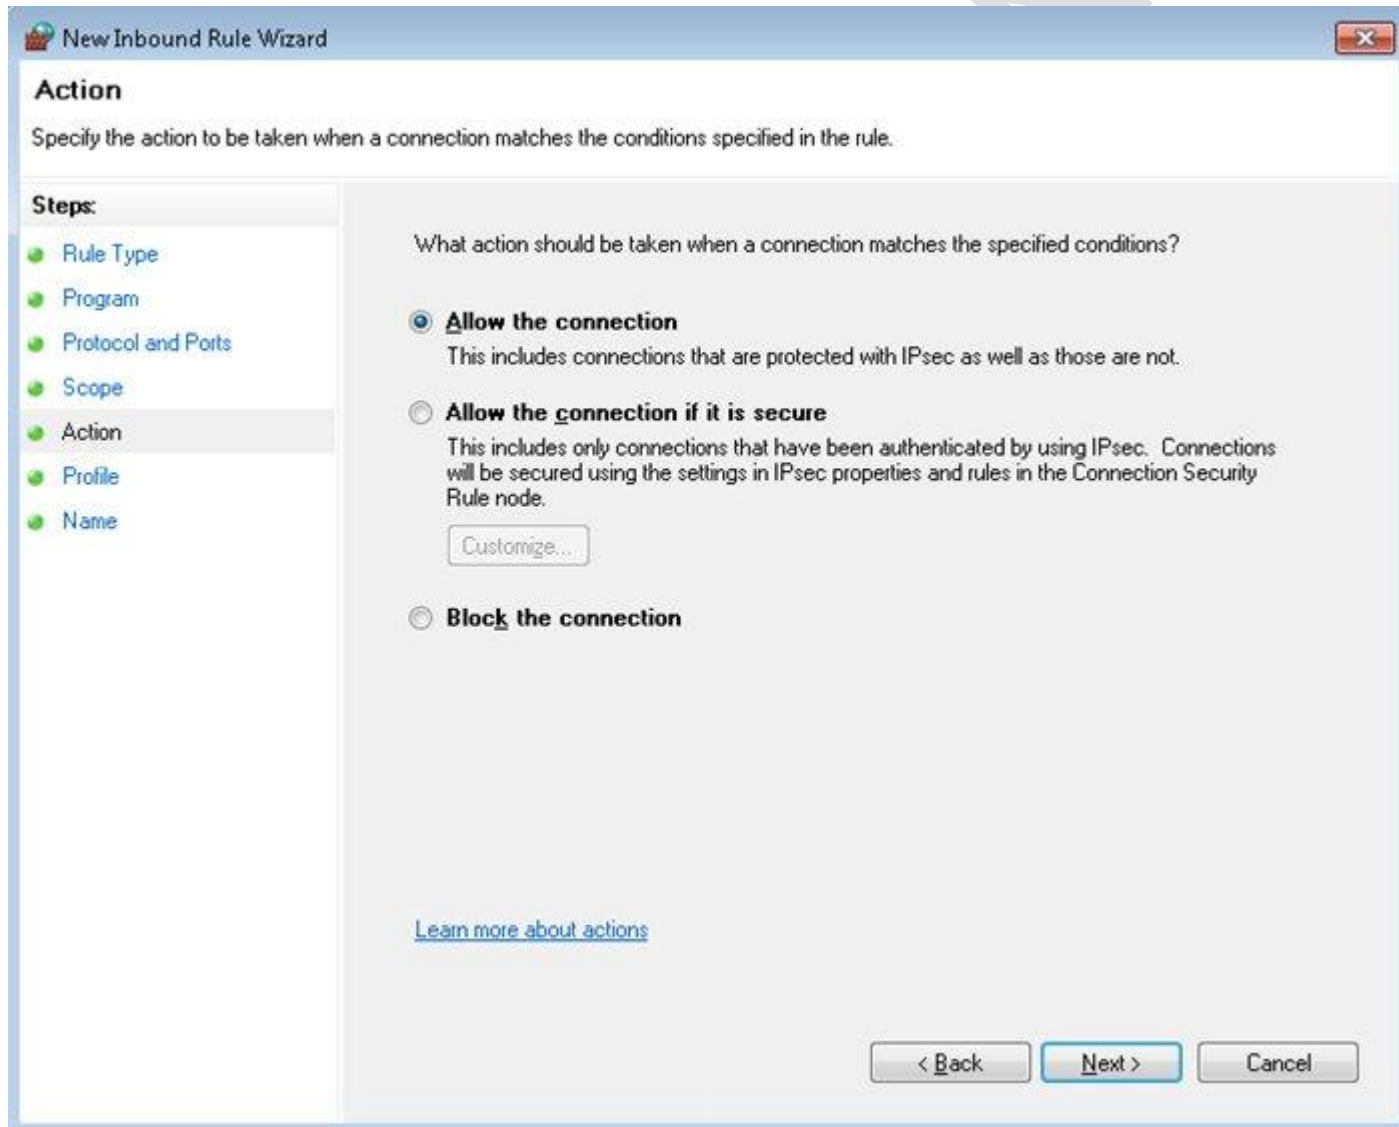 New Inbound Rule Wizard
Action
Specify the action to be taken when a connection matches the conditions specified in the rule.
Steps:
Rule Type
Program
Protocol and Ports
Scope
Action
Profile
Name
What action should be taken when a connection matches the specified conditions?
Allow the connection
This includes connections that are protected with IPsec as well as those are not.
Allow the connection if it is secure
This includes only connections that have been authenticated by using IPsec. Connections
will be secured using the settings in IPsec properties and rules in the Connection Security
Rule node.
Customize...
Block the connection
Learn more about actions
< Back Next > Cancel